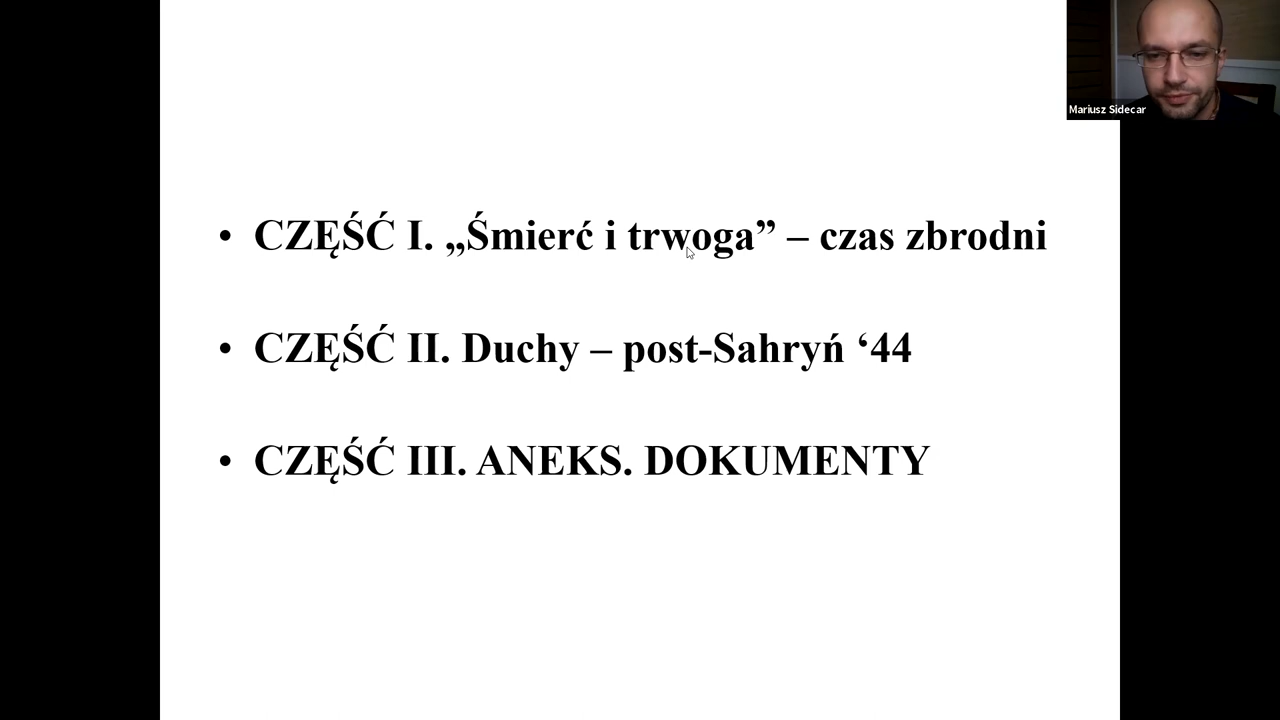 Mariusz Sidecar
• CZĘŚĆ I. „Śmierć i trwoga” – czas zbrodni
• CZĘŚĆ II. Duchy – post-Sahryń ‘44
• CZĘŚĆ III. ANEKS. DOKUMENTY